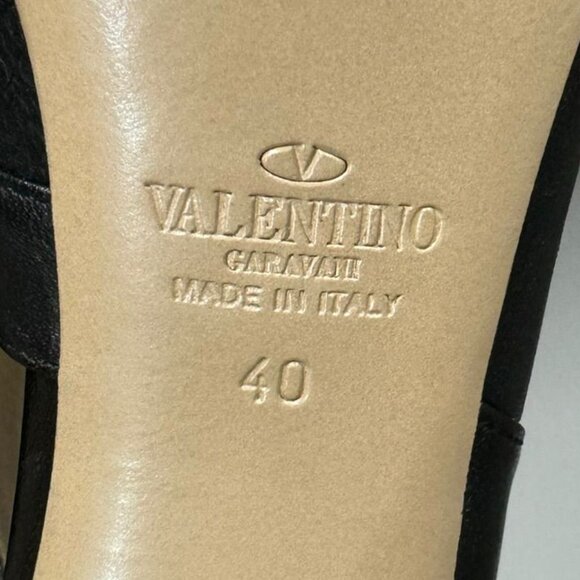 V
VALENTINO
GARAVANI
MADE IN ITALY
40